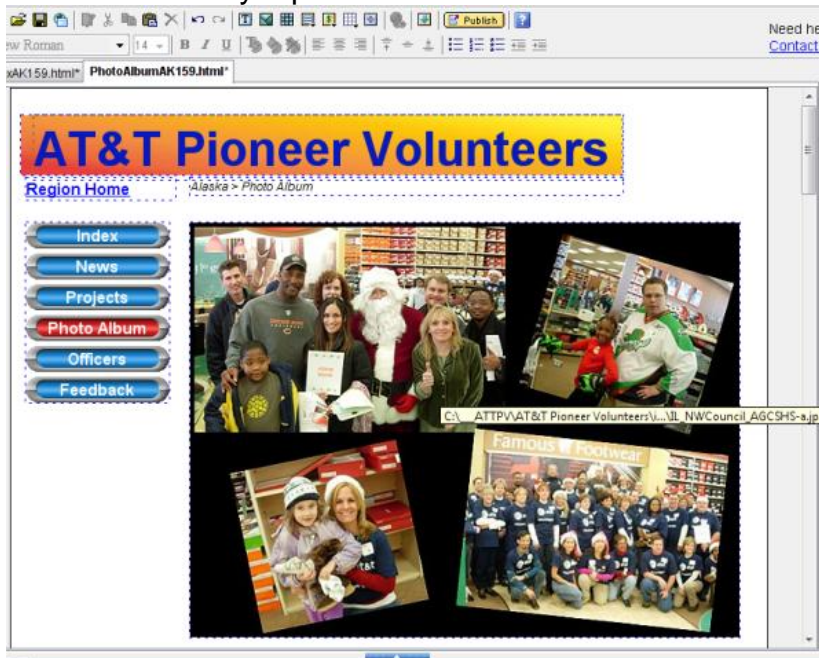 Publish
Need he
ew Roman 14 B I U
Contact
xAK159.html* PhotoAlbumAK159.html*
AT&T Pioneer Volunteers
Region Home
Alaska > Photo Album
Index
News
Projects
Photo Album
Officers
Feedback
C:\__ATTPV\AT&T Pioneer Volunteers\i...\IL_NWCouncil_AGCSHS-a.jp
Famous Footwear